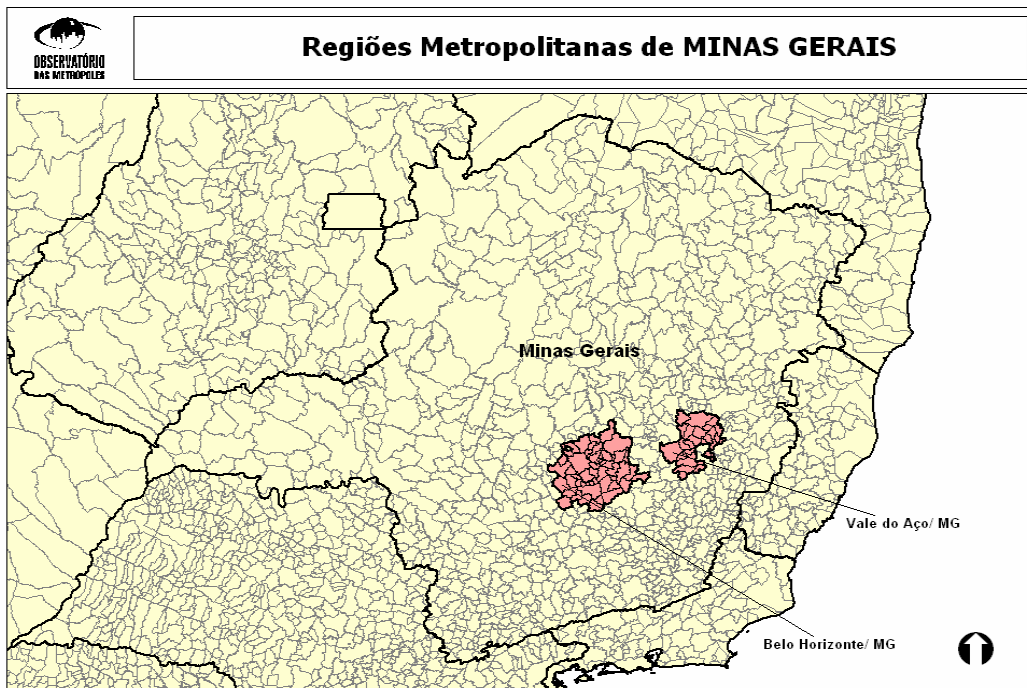 OBSERVATÓRIO
DAS METRÓPOLES
Regiões Metropolitanas de MINAS GERAIS
Minas Gerais
Vale do Aço/ MG
Belo Horizonte/ MG